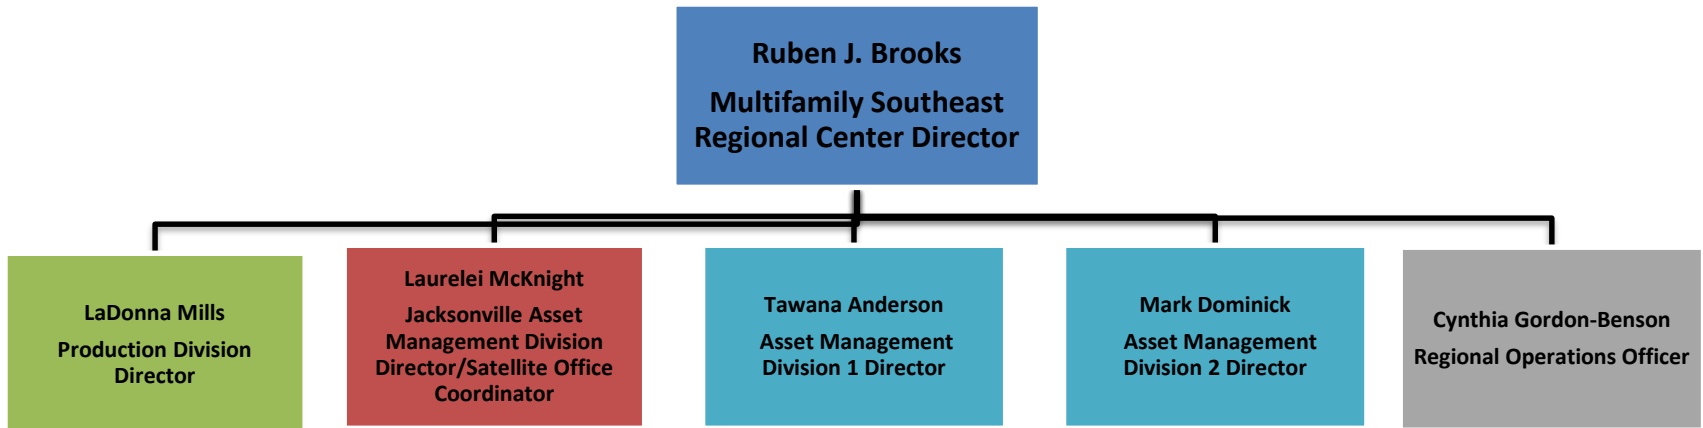 Ruben J. Brooks
Multifamily Southeast
Regional Center Director
LaDonna Mills
Production Division
Director
Laurelei McKnight
Jacksonville Asset
Management Division
Director/Satellite Office
Coordinator
Tawana Anderson
Asset Management
Division 1 Director
Mark Dominick
Asset Management
Division 2 Director
Cynthia Gordon-Benson
Regional Operations Officer